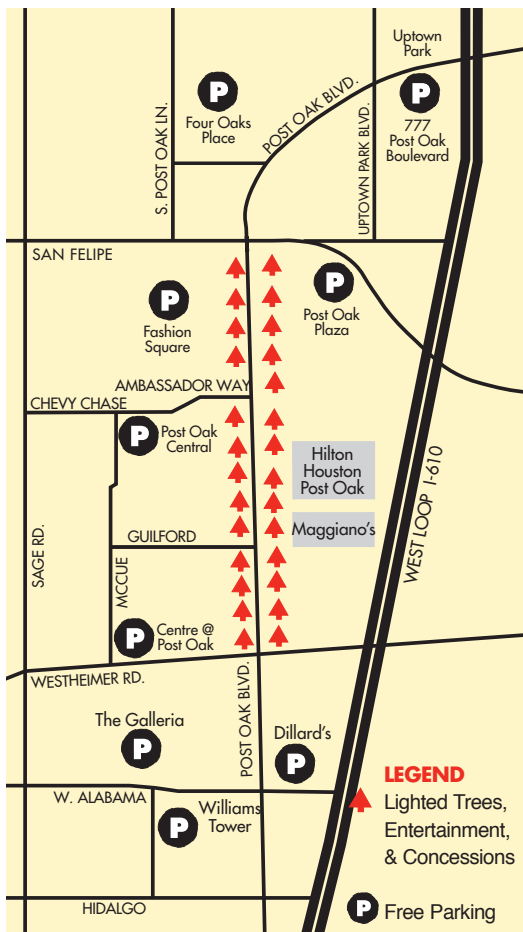 Uptown
Park
P
Four Oaks
Place
POST OAK BLVD.
P
777
Post Oak
Boulevard
S. POST OAK LN.
UPTOWN PARK BLVD.
SAN FELIPE
P
Fashion
Square
P
Post Oak
Plaza
AMBASSADOR WAY
CHEVY CHASE
P
Post Oak
Central
Hilton
Houston
Post Oak
Maggiano's
WEST LOOP I-610
SAGE RD.
MCCUE
GUILFORD
P
Centre @
Post Oak
WESTHEIMER RD.
POST OAK BLVD.
The Galleria
P
Dillard's
P
W. ALABAMA
P
Williams
Tower
HIDALGO
LEGEND
Lighted Trees,
Entertainment,
& Concessions
P
Free Parking